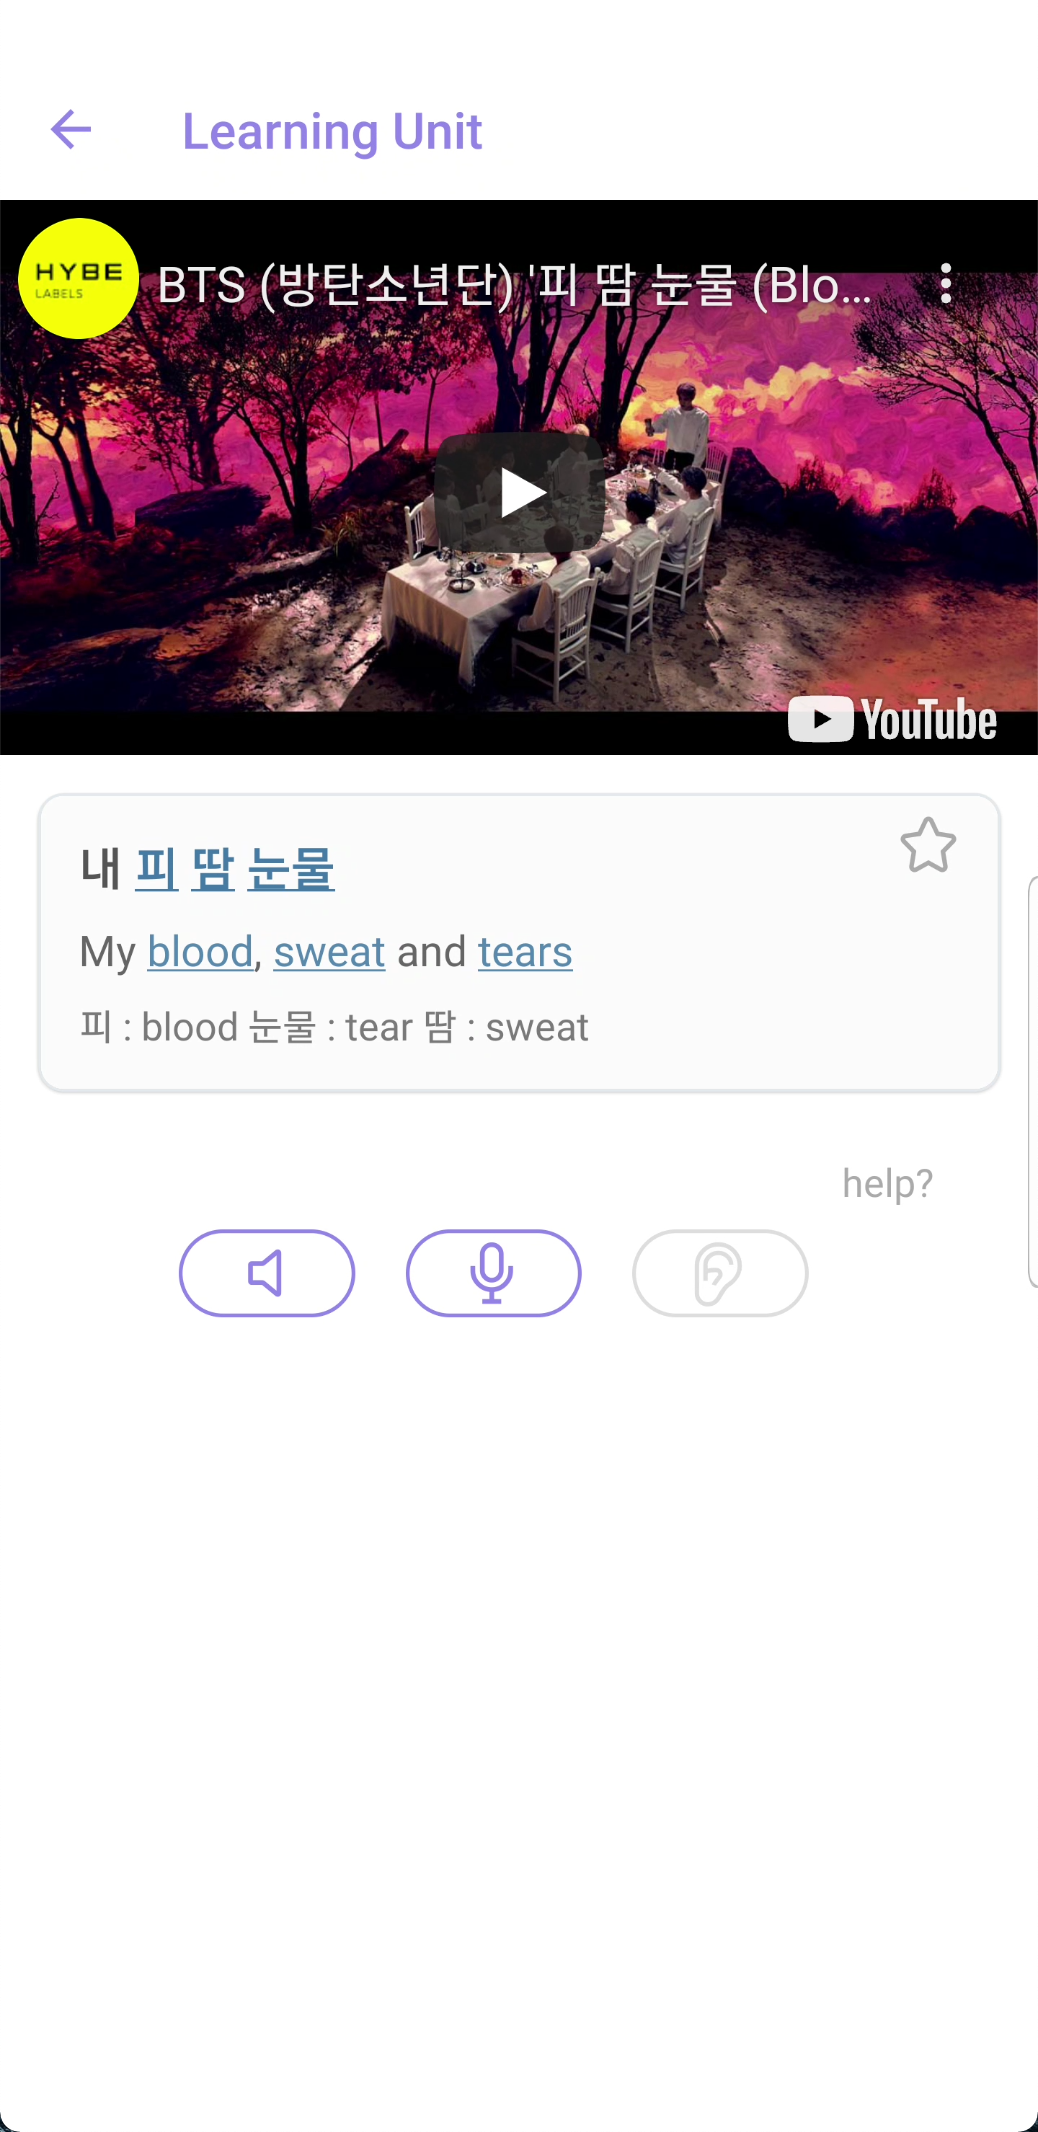 Learning Unit
HYBE
LABELS
BTS (방탄소년단) '피 땀 눈물 (Blo...
YouTube
내 피 땀 눈물
My blood, sweat and tears
피 : blood 눈물 : tear 땀 : sweat
help?